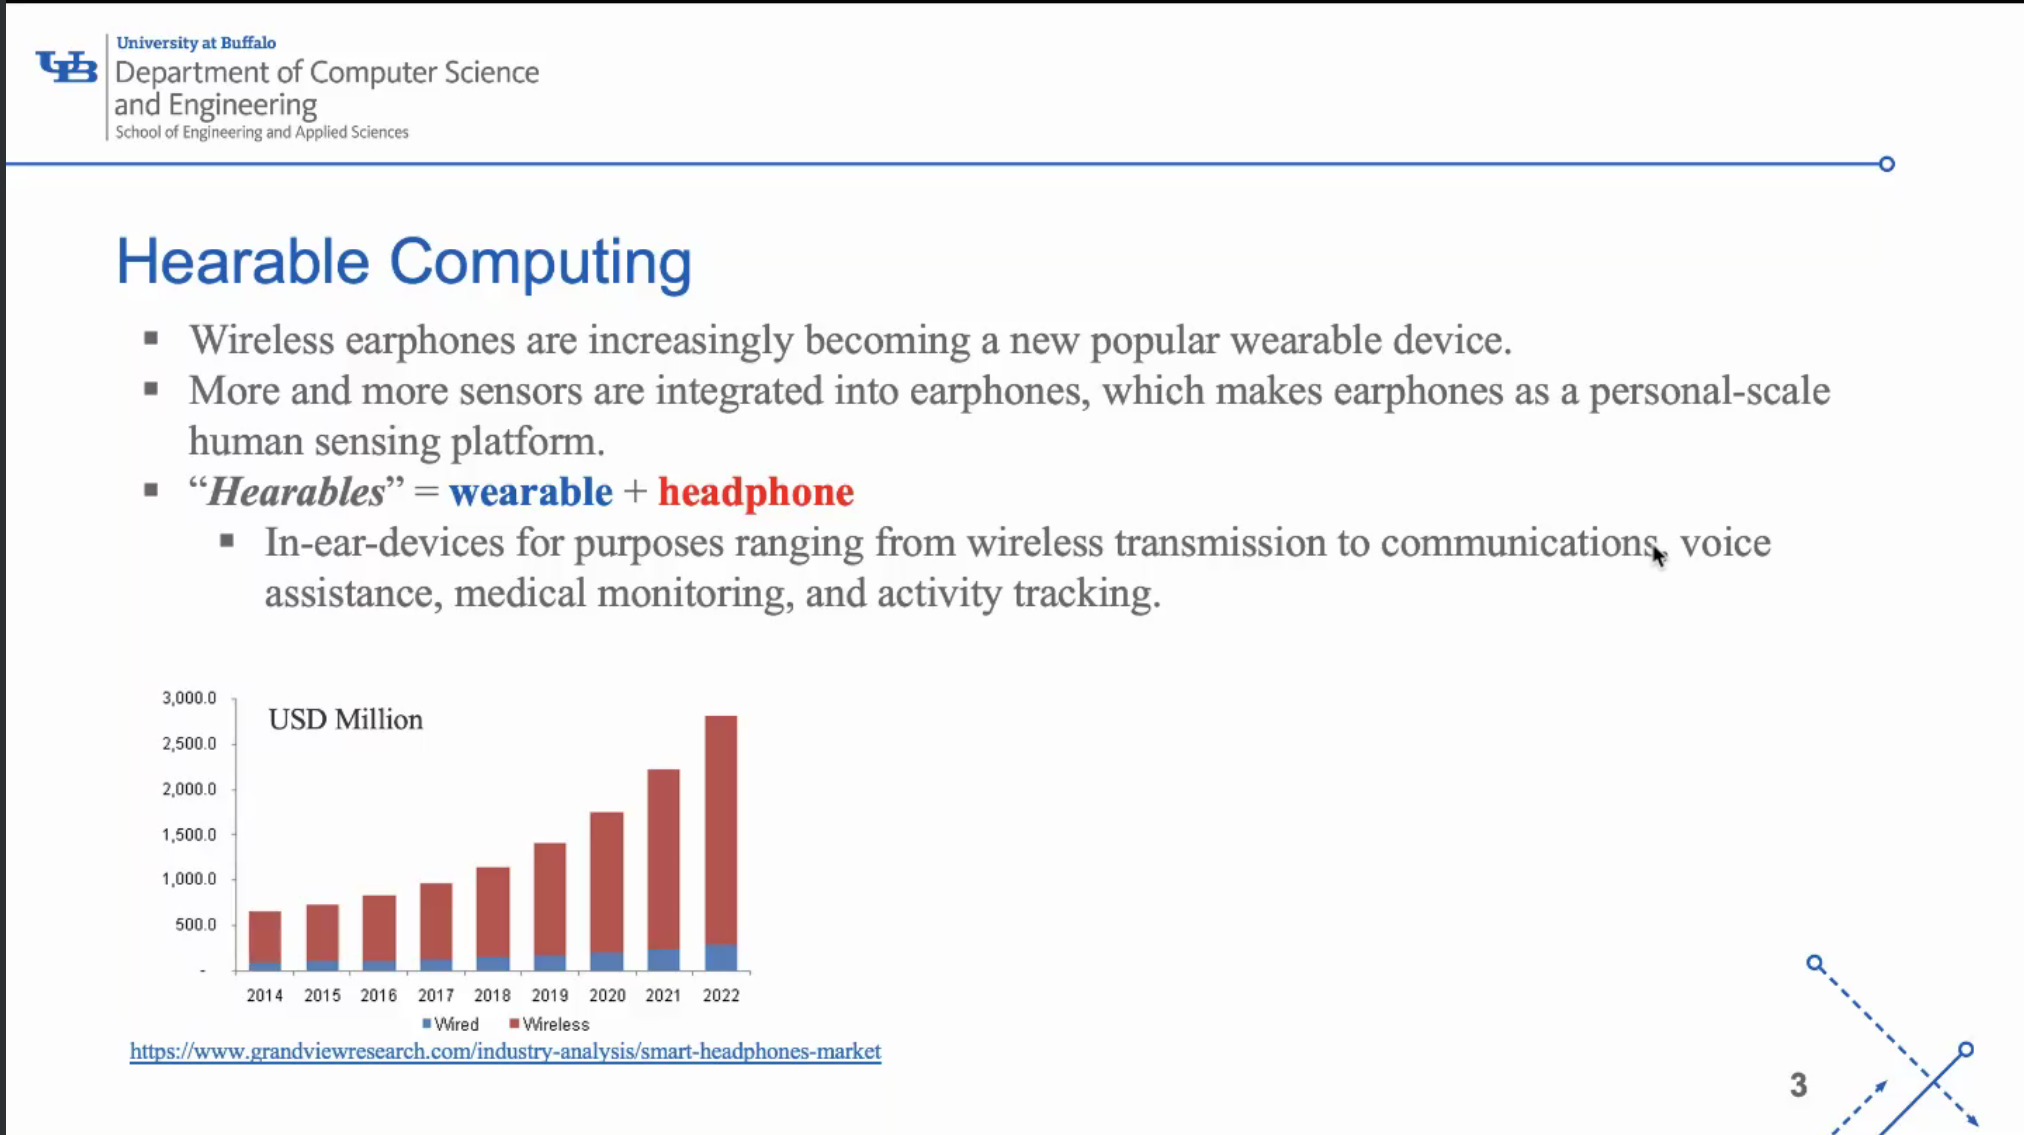 University at Buffalo
Department of Computer Science
and Engineering
School of Engineering and Applied Sciences
Hearable Computing
Wireless earphones are increasingly becoming a new popular wearable device.
More and more sensors are integrated into earphones, which makes earphones as a personal-scale
human sensing platform.
“Hearables” = wearable + headphone
In-ear-devices for purposes ranging from wireless transmission to communications, voice
assistance, medical monitoring, and activity tracking.
USD Million
3,000.0
2,500.0
2,000.0
1,500.0
1,000.0
500.0
-
2014 2015 2016 2017 2018 2019 2020 2021 2022
Wired Wireless
https://www.grandviewresearch.com/industry-analysis/smart-headphones-market
3